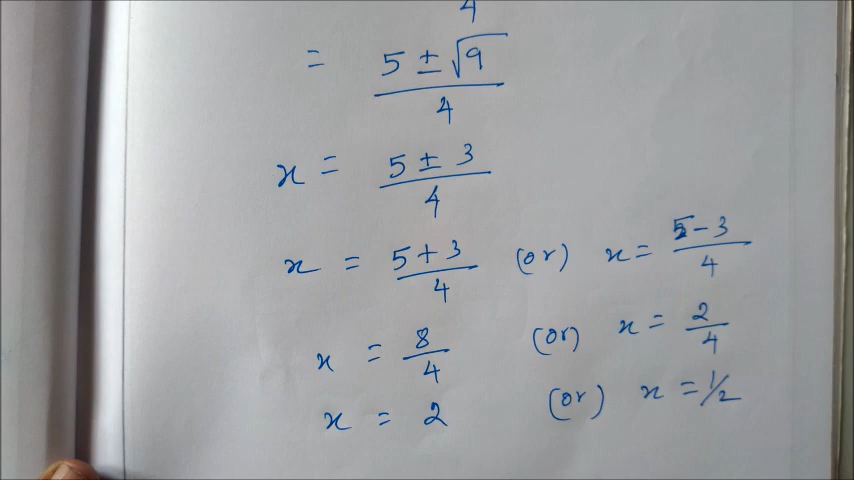 4
= 5 ± √9
4
x = 5 ± 3
4
x = 5 + 3 / 4 (or) x = 5 - 3 / 4
x = 8 / 4 (or) x = 2 / 4
x = 2 (or) x = 1/2